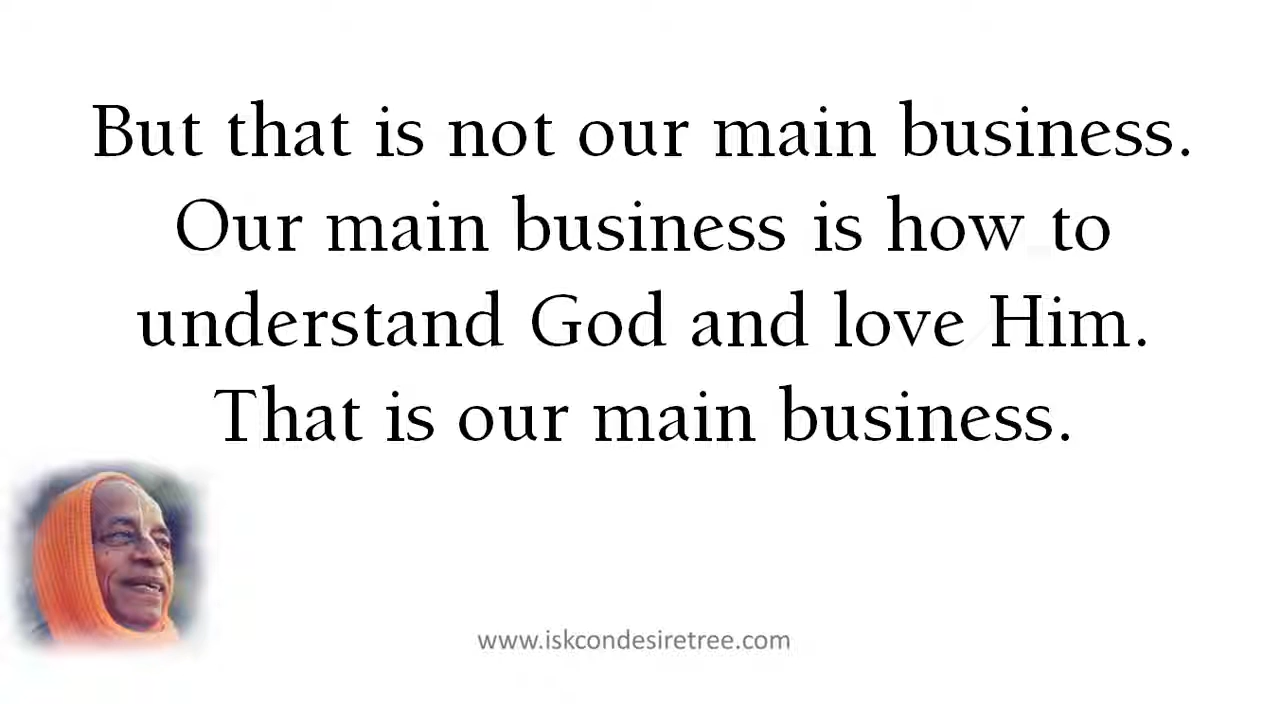 But that is not our main business.
Our main business is how to
understand God and love Him.
That is our main business.
www.iskcondesiretree.com